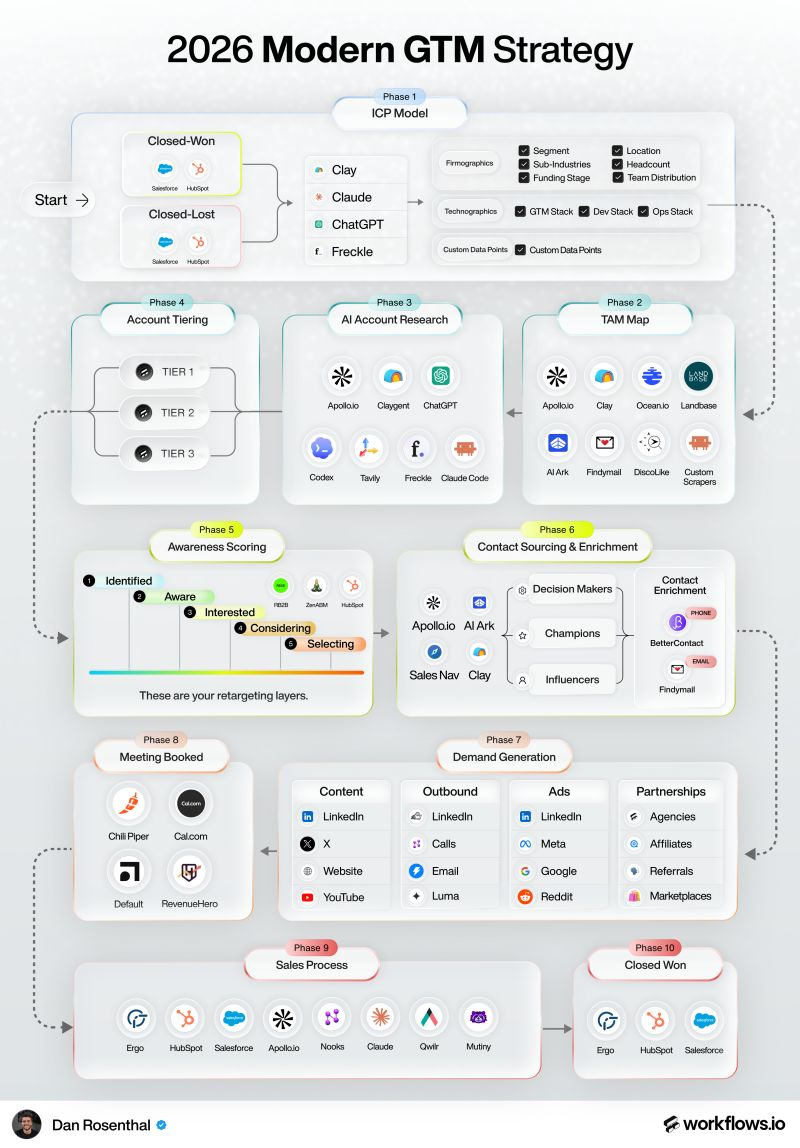 2026 Modern GTM Strategy
Phase 1
ICP Model
Start
Closed-Won
Salesforce
HubSpot
Closed-Lost
Salesforce
HubSpot
Clay
Claude
ChatGPT
Freckle
Firmographics
Segment
Location
Sub-Industries
Headcount
Funding Stage
Team Distribution
Technographics
GTM Stack
Dev Stack
Ops Stack
Custom Data Points
Custom Data Points
Phase 2
TAM Map
Apollo.io
Clay
Ocean.io
LAND
BASE
Landbase
AI Ark
Findymail
DiscoLike
Custom
Scrapers
Phase 3
AI Account Research
Apollo.io
Claygent
ChatGPT
Codex
Tavily
Freckle
Claude Code
Phase 4
Account Tiering
TIER 1
TIER 2
TIER 3
Phase 5
Awareness Scoring
1 Identified
2 Aware
3 Interested
4 Considering
5 Selecting
RB2B
ZenABM
HubSpot
These are your retargeting layers.
Phase 6
Contact Sourcing & Enrichment
Apollo.io
AI Ark
Sales Nav
Clay
Decision Makers
Champions
Influencers
Contact
Enrichment
PHONE
BetterContact
EMAIL
Findymail
Phase 7
Demand Generation
Content
LinkedIn
X
Website
YouTube
Outbound
LinkedIn
Calls
Email
Luma
Ads
LinkedIn
Meta
Google
Reddit
Partnerships
Agencies
Affiliates
Referrals
Marketplaces
Phase 8
Meeting Booked
Chili Piper
Cal.com
Cal.com
Default
RevenueHero
Phase 9
Sales Process
Ergo
HubSpot
salesforce
Salesforce
Apollo.io
Nooks
Claude
Qwilr
Mutiny
Phase 10
Closed Won
Ergo
HubSpot
salesforce
Salesforce
Dan Rosenthal
workflows.io